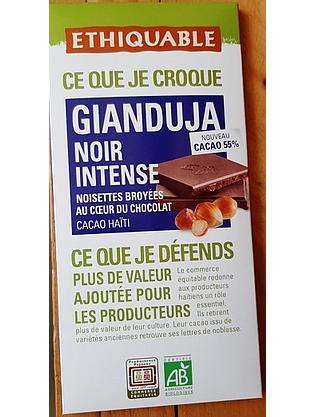 ETHIQUABLE
CE QUE JE CROQUE
GIANDUJA
NOUVEAU
CACAO 55%
NOIR
INTENSE
NOISETTES BROYÉES
AU CŒUR DU CHOCOLAT
CACAO HAÏTI
CE QUE JE DÉFENDS
PLUS DE VALEUR
AJOUTÉE POUR
LES PRODUCTEURS
Le commerce
équitable redonne
aux producteurs
haïtiens un rôle
essentiel.
Ils retirent
plus de valeur de leur culture. Leur cacao issu de
variétés anciennes retrouve ses lettres de noblesse.
COMMERCE
ÉQUITABLE
CERTIFIÉ
AB
AGRICULTURE
BIOLOGIQUE